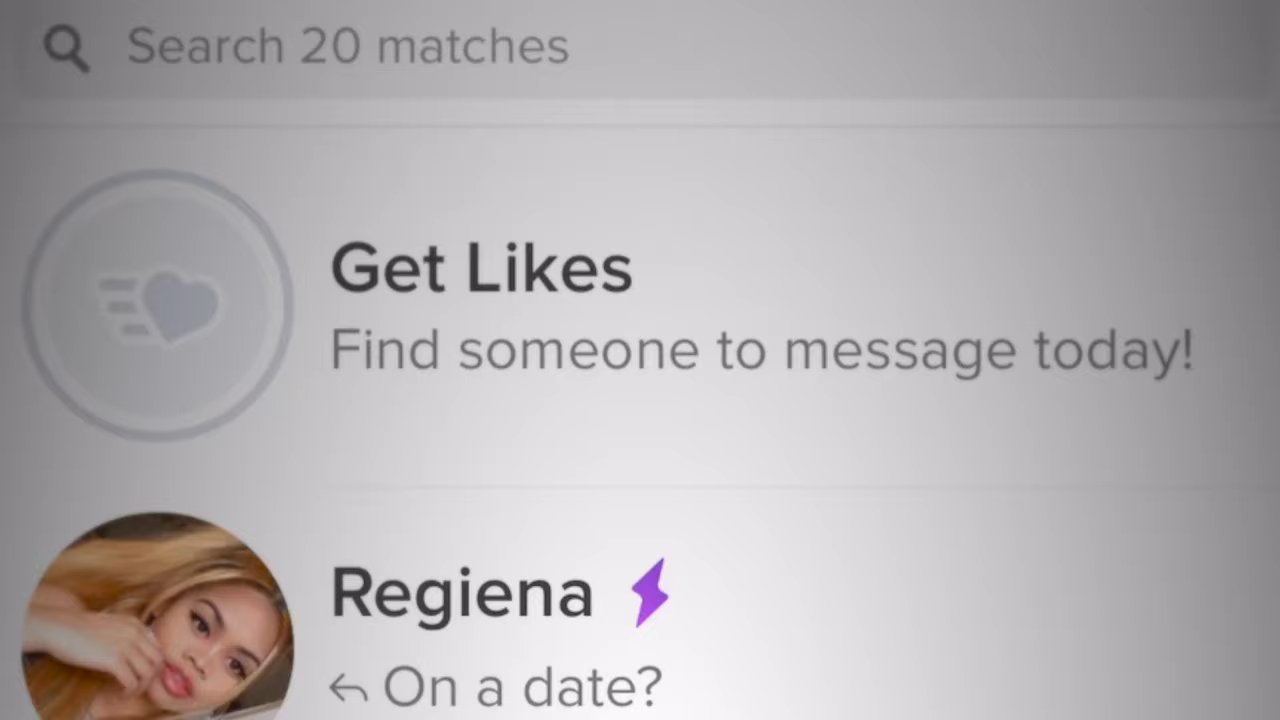 Search 20 matches
Get Likes
Find someone to message today!
Regiena
On a date?